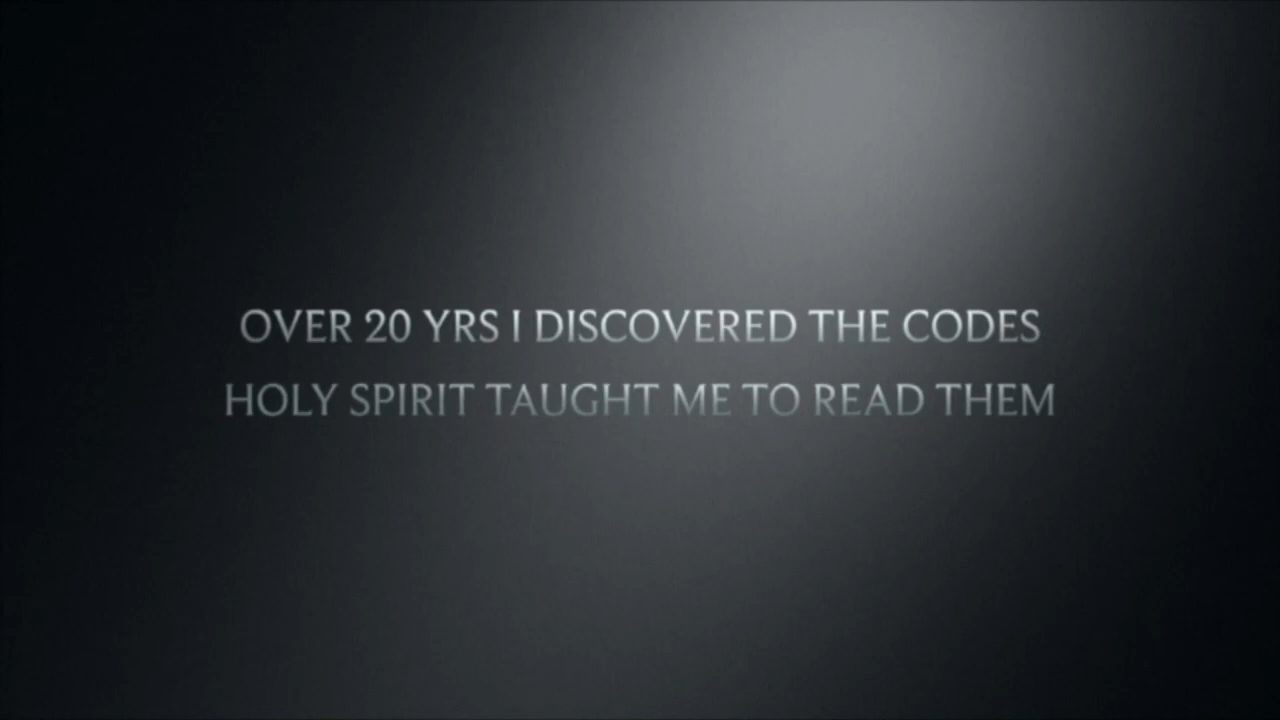 OVER 20 YRS I DISCOVERED THE CODES
HOLY SPIRIT TAUGHT ME TO READ THEM